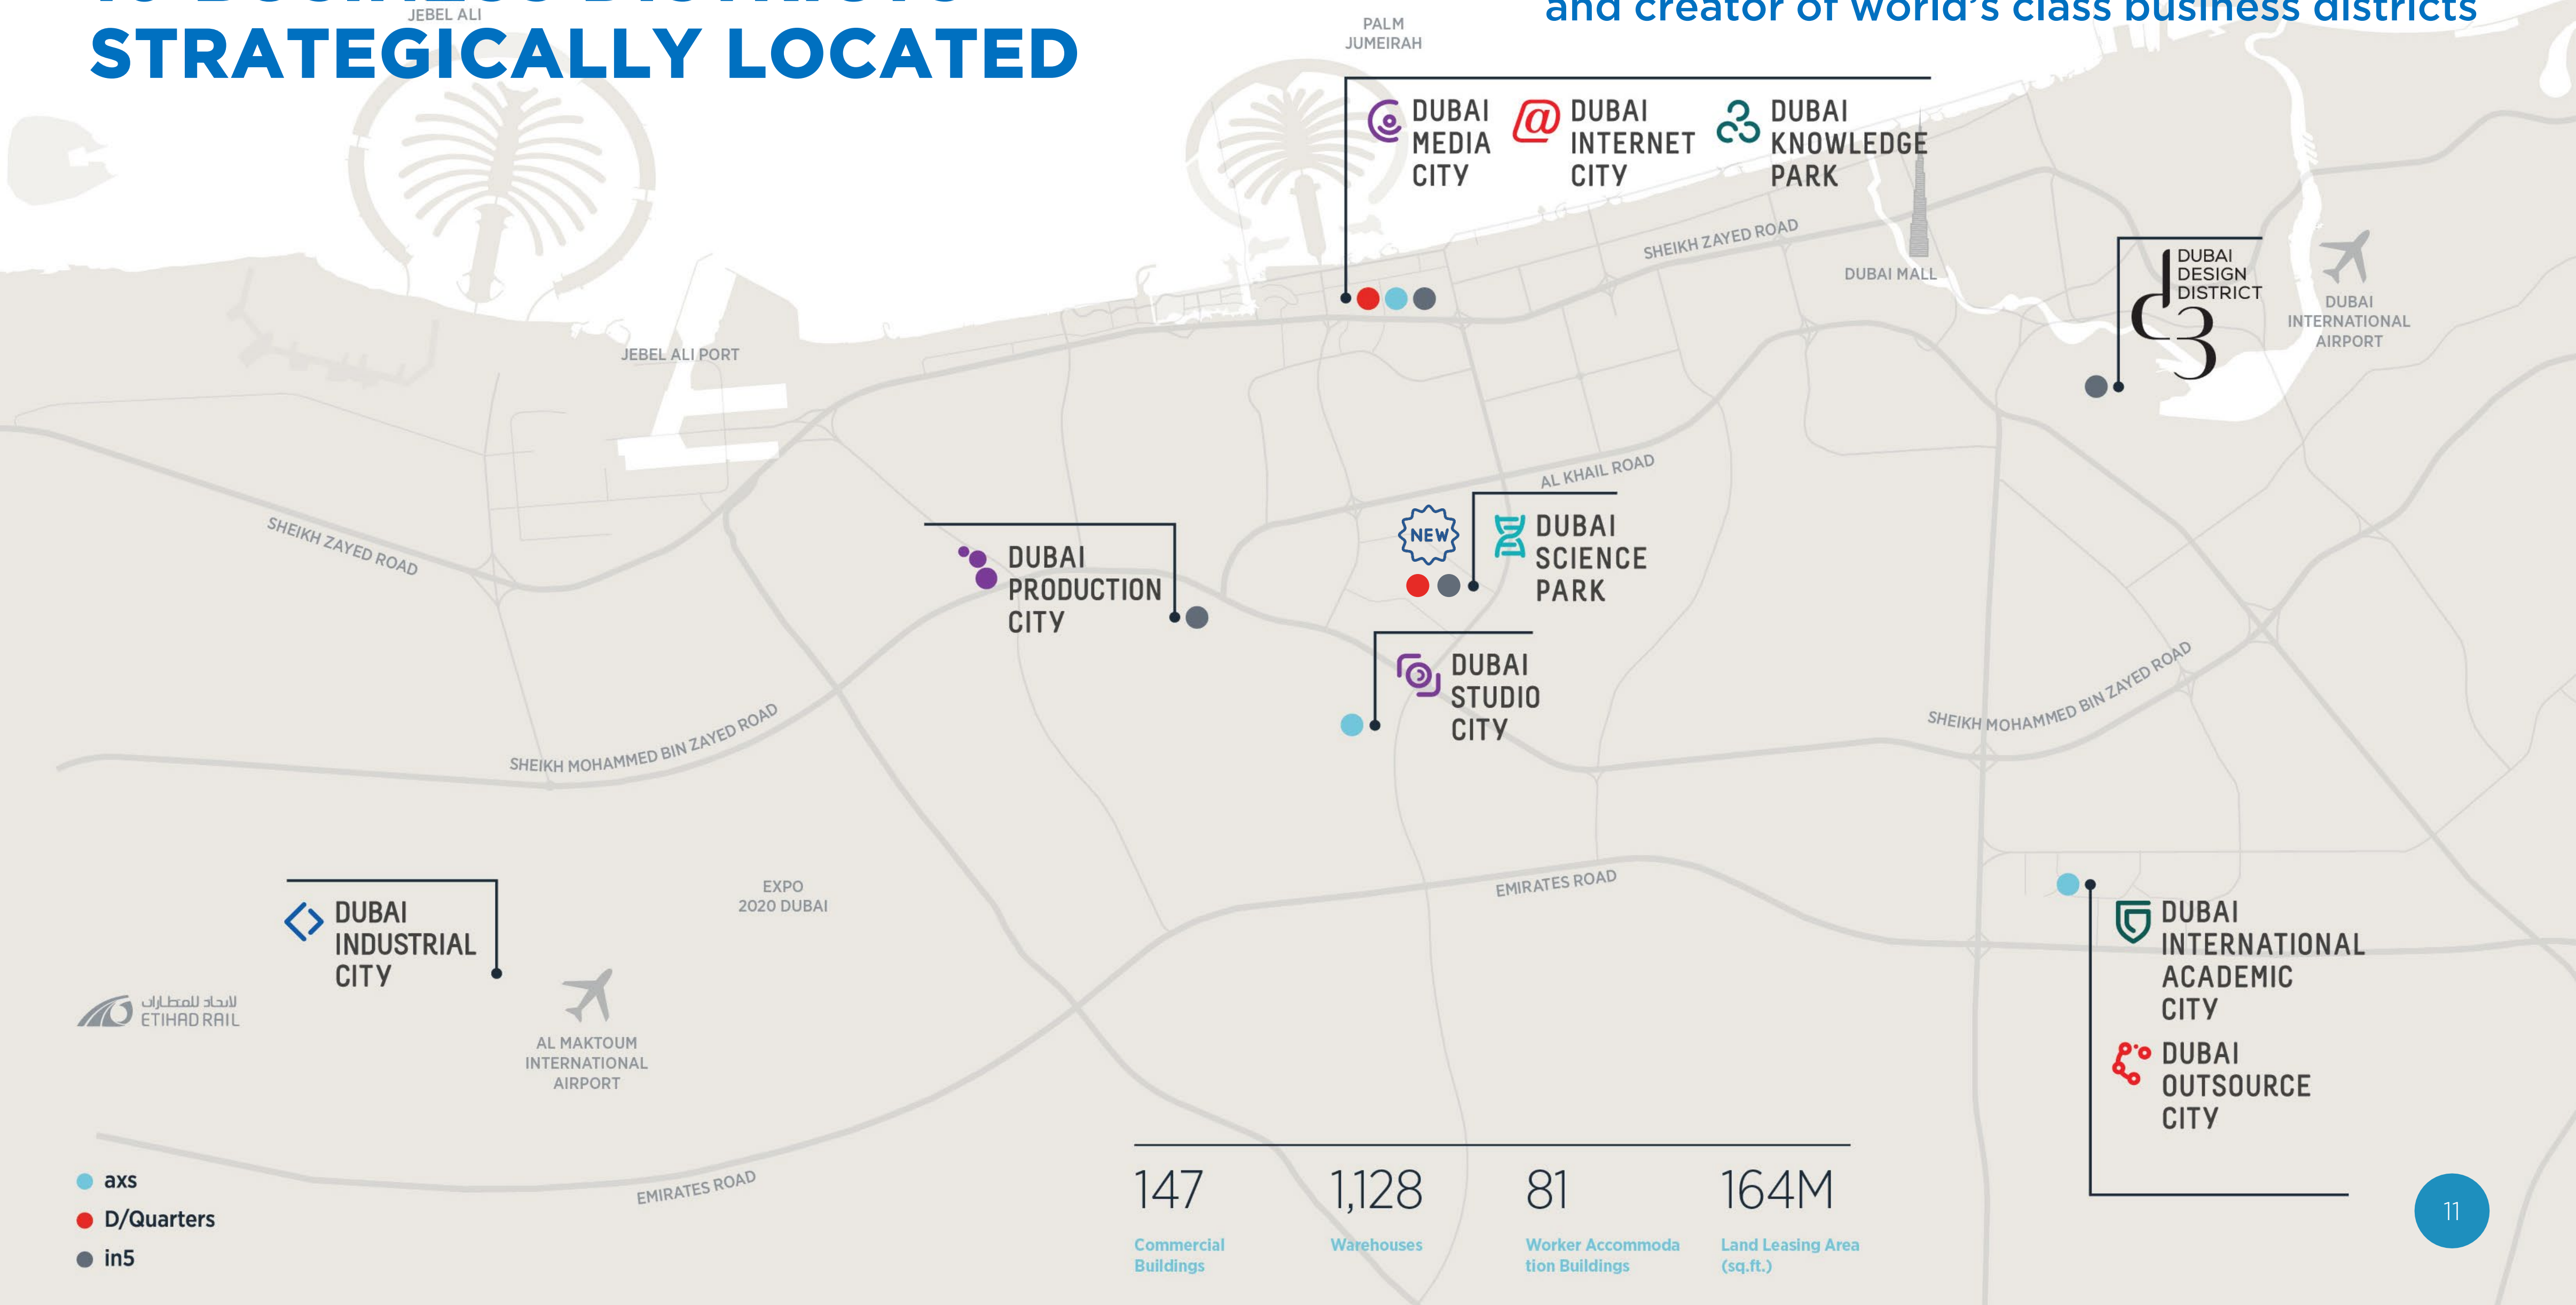 10 BUSINESS DISTRICTS
STRATEGICALLY LOCATED
and creator of world's class business districts
JEBEL ALI
PALM
JUMEIRAH
DUBAI
MEDIA
CITY
@
DUBAI
INTERNET
CITY
DUBAI
KNOWLEDGE
PARK
SHEIKH ZAYED ROAD
DUBAI MALL
DUBAI
DESIGN
DISTRICT
d3
DUBAI
INTERNATIONAL
AIRPORT
JEBEL ALI PORT
AL KHAIL ROAD
SHEIKH ZAYED ROAD
DUBAI
PRODUCTION
CITY
NEW
DUBAI
SCIENCE
PARK
DUBAI
STUDIO
CITY
SHEIKH MOHAMMED BIN ZAYED ROAD
SHEIKH MOHAMMED BIN ZAYED ROAD
EMIRATES ROAD
EXPO
2020 DUBAI
DUBAI
INDUSTRIAL
CITY
الاتحاد للقطارات
ETIHAD RAIL
AL MAKTOUM
INTERNATIONAL
AIRPORT
DUBAI
INTERNATIONAL
ACADEMIC
CITY
DUBAI
OUTSOURCE
CITY
EMIRATES ROAD
axs
D/Quarters
in5
147
Commercial
Buildings
1,128
Warehouses
81
Worker Accommoda
tion Buildings
164M
Land Leasing Area
(sq.ft.)
11